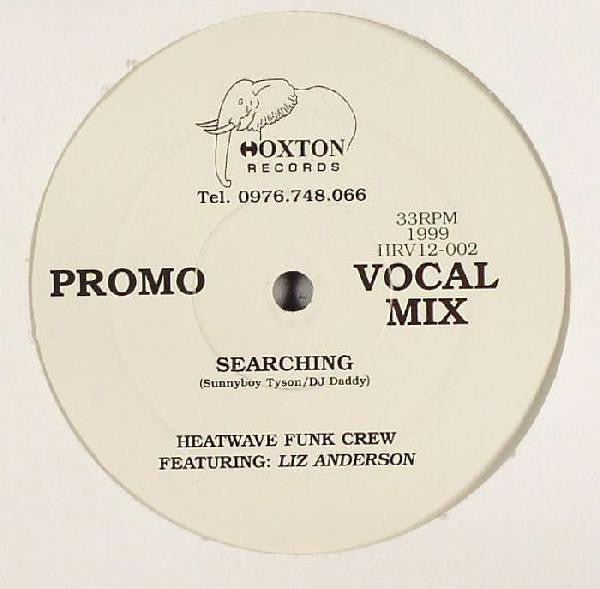 HOXTON
RECORDS
Tel. 0976.748.066
33RPM
1999
HRV12-002
PROMO
VOCAL
MIX
SEARCHING
(Sunnyboy Tyson/DJ Daddy)
HEATWAVE FUNK CREW
FEATURING: LIZ ANDERSON